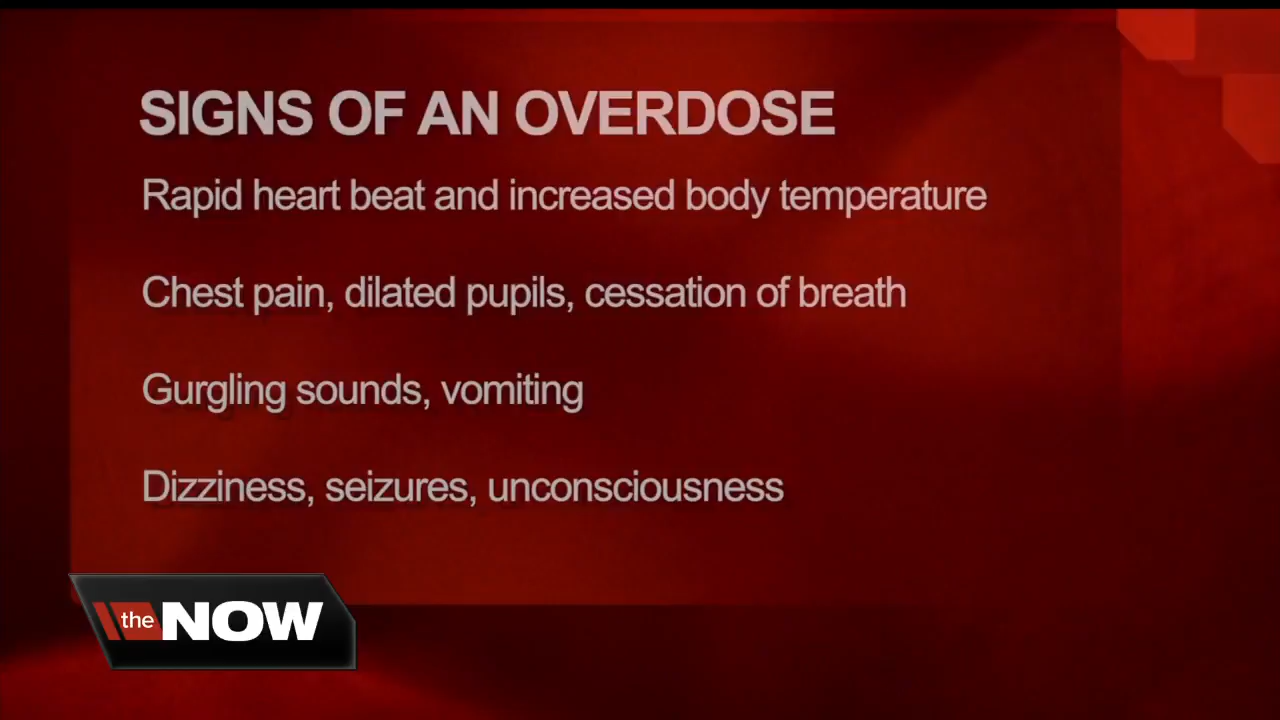 SIGNS OF AN OVERDOSE
Rapid heart beat and increased body temperature
Chest pain, dilated pupils, cessation of breath
Gurgling sounds, vomiting
Dizziness, seizures, unconsciousness
the NOW